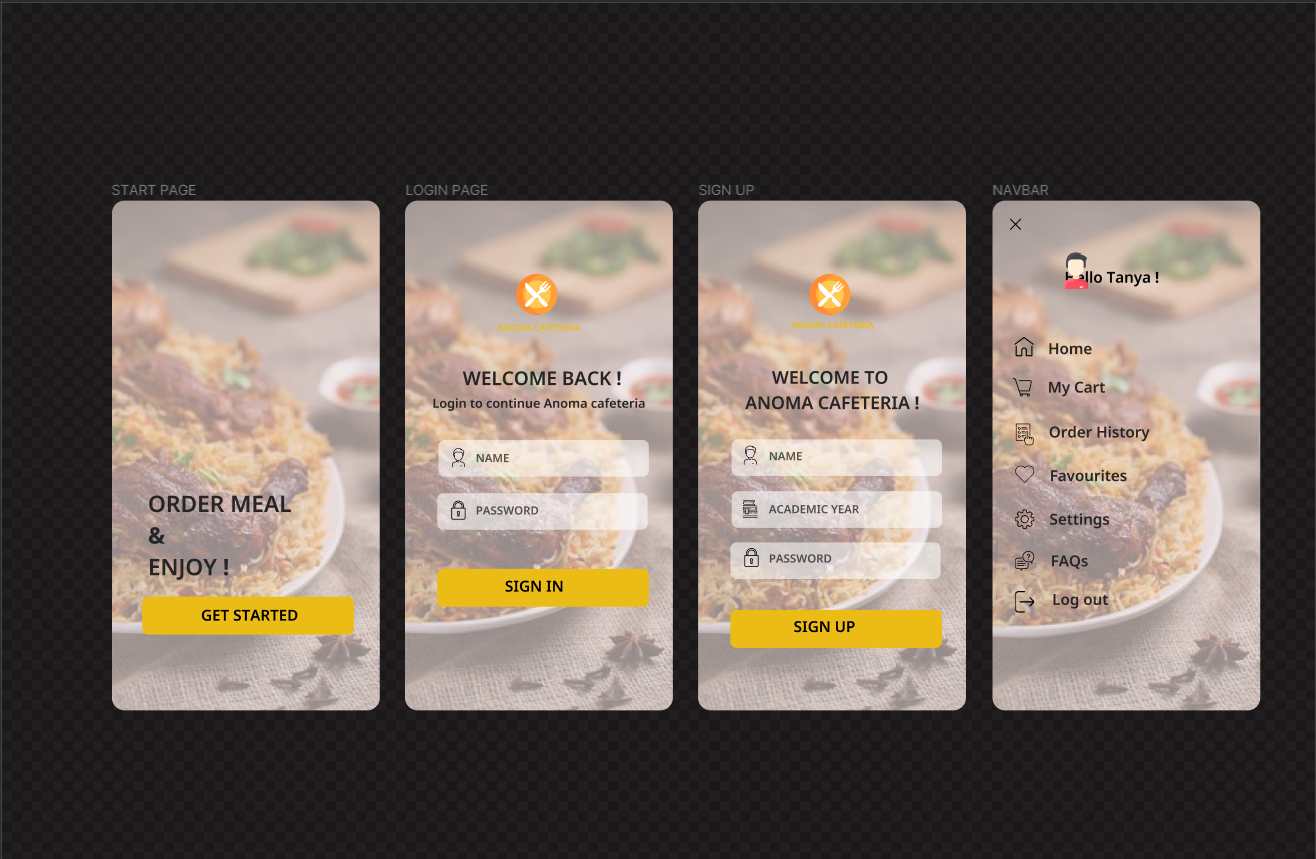 START PAGE
ORDER MEAL
&
ENJOY !
GET STARTED
LOGIN PAGE
ANOMA CAFETERIA
WELCOME BACK !
Login to continue Anoma cafeteria
NAME
PASSWORD
SIGN IN
SIGN UP
ANOMA CAFETERIA
WELCOME TO
ANOMA CAFETERIA !
NAME
ACADEMIC YEAR
PASSWORD
SIGN UP
NAVBAR
Hello Tanya !
Home
My Cart
Order History
Favourites
Settings
FAQs
Log out